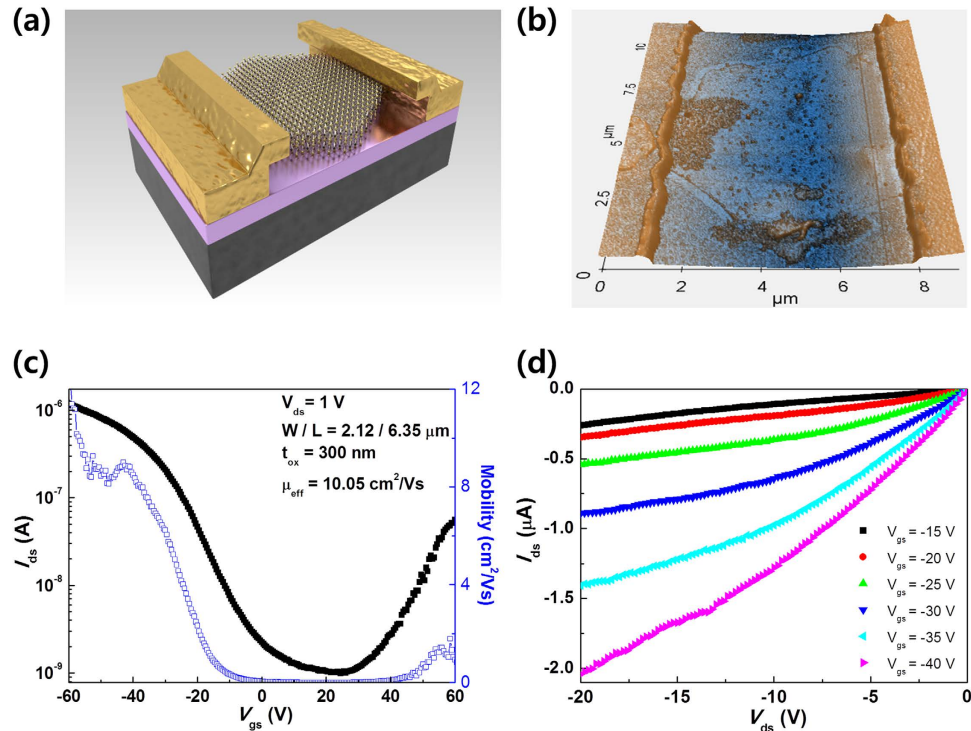 (a)
(b)
10
7.5
5
μm
2.5
0
0
2
4
6
8
μm
(c)
10⁻⁶
10⁻⁷
10⁻⁸
10⁻⁹
I_ds (A)
V_ds = 1 V
W / L = 2.12 / 6.35 μm
t_ox = 300 nm
μ_eff = 10.05 cm²/Vs
12
8
4
0
Mobility (cm²/Vs)
-60 -40 -20 0 20 40 60
V_gs (V)
(d)
0.0
-0.5
-1.0
-1.5
-2.0
I_ds (μA)
V_gs = -15 V
V_gs = -20 V
V_gs = -25 V
V_gs = -30 V
V_gs = -35 V
V_gs = -40 V
-20 -15 -10 -5 0
V_ds (V)